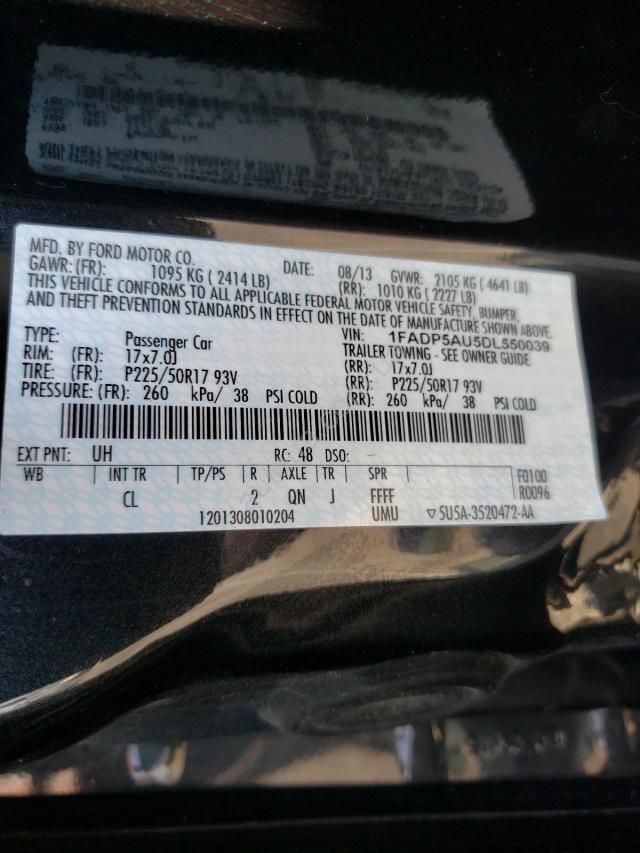 MFD. BY FORD MOTOR CO.
DATE: 08/13 GVWR: 2105 KG ( 4641 LB)
GAWR: (FR): 1095 KG ( 2414 LB) (RR): 1010 KG ( 2227 LB)
THIS VEHICLE CONFORMS TO ALL APPLICABLE FEDERAL MOTOR VEHICLE SAFETY, BUMPER,
AND THEFT PREVENTION STANDARDS IN EFFECT ON THE DATE OF MANUFACTURE SHOWN ABOVE.
VIN: 1FADP5AU5DL550039
TYPE: Passenger Car TRAILER TOWING - SEE OWNER GUIDE
RIM: (FR): 17x7.0J (RR): 17x7.0J
TIRE: (FR): P225/50R17 93V (RR): P225/50R17 93V
PRESSURE: (FR): 260 kPa/ 38 PSI COLD (RR): 260 kPa/ 38 PSI COLD
EXT PNT: UH RC: 48 DSO:
WB INT TR TP/PS R AXLE TR SPR F0100
CL 2 QN J FFFF R0096
1201308010204 UMU ▽5U5A-3520472-AA